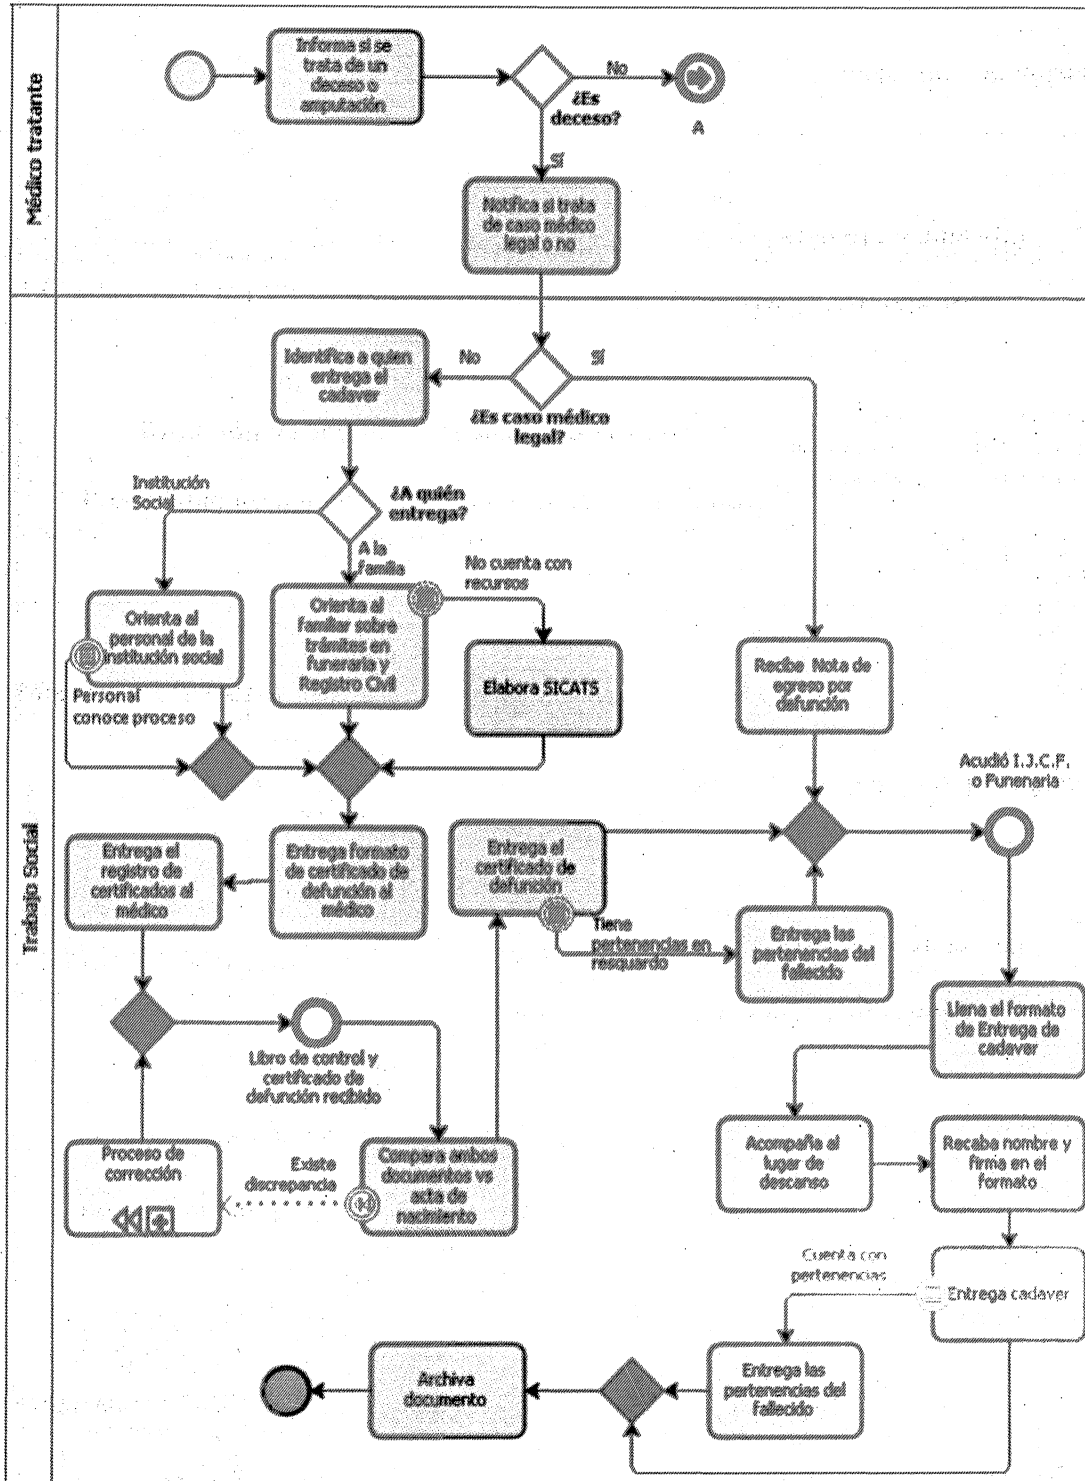 Médico tratante
Informa si se
trata de un
deceso o
amputación
No
¿Es
deceso?
A
Sí
Notifica si trata
de caso médico
legal o no
Trabajo Social
Identifica a quien
entrega el
cadaver
No
Sí
¿Es caso médico
legal?
Institución
Social
¿A quién
entrega?
A la
familia
No cuenta con
recursos
Orienta al
personal de la
institución social
Orienta al
familiar sobre
trámites en
funeraria y
Registro Civil
Elabora SICATS
Recibe Nota de
egreso por
defunción
Personal
conoce proceso
Acudió I.J.C.F.
o Funenaria
Entrega el
registro de
certificados al
médico
Entrega formato
de certificado de
defunción al
médico
Entrega el
certificado de
defunción
Tiene
pertenencias en
resguardo
Entrega las
pertenencias del
fallecido
Llena el formato
de Entrega de
cadaver
Libro de control y
certificado de
defunción recibido
Proceso de
corrección
Existe
discrepancia
Compara ambos
documentos vs
acta de
nacimiento
Acompaña al
lugar de
descanso
Recaba nombre y
firma en el
formato
Cuenta con
pertenencias
Entrega cadaver
Archiva
documento
Entrega las
pertenencias del
fallecido